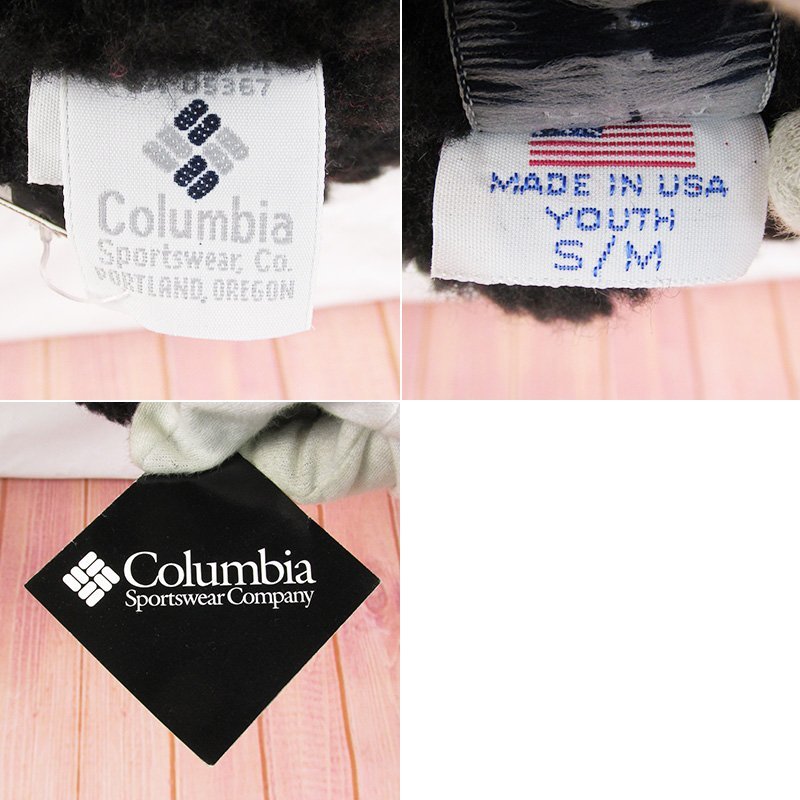 05367
Columbia
Sportswear, Co.
PORTLAND, OREGON
MADE IN USA
YOUTH
S/M
Columbia
Sportswear Company